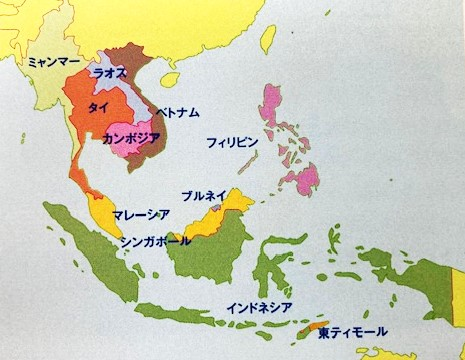 ミャンマー
ラオス
タイ
ベトナム
カンボジア
フィリピン
ブルネイ
マレーシア
シンガポール
インドネシア
東ティモール